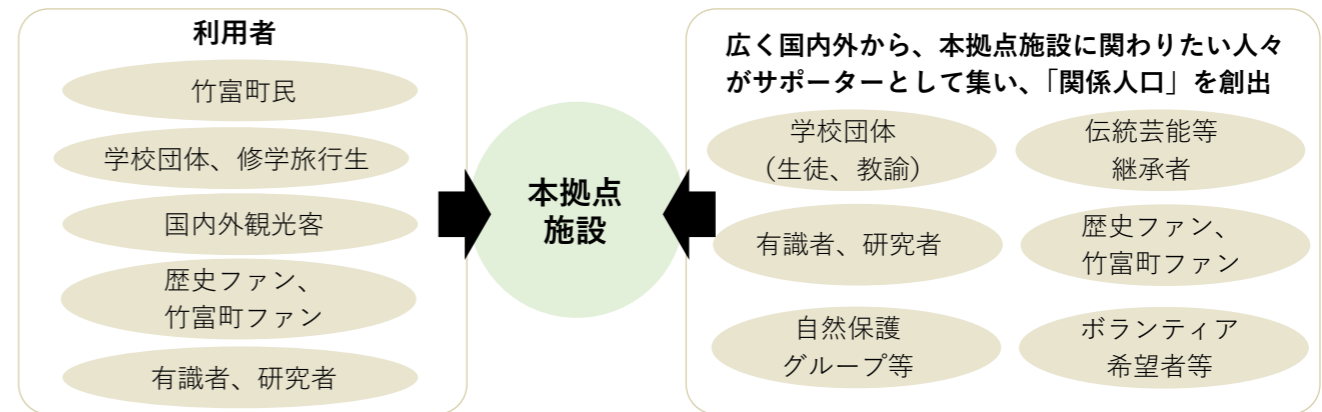 利用者
竹富町民
学校団体、修学旅行生
国内外観光客
歴史ファン、
竹富町ファン
有識者、研究者
本拠点
施設
広く国内外から、本拠点施設に関わりたい人々
がサポーターとして集い、「関係人口」を創出
学校団体
（生徒、教諭）
伝統芸能等
継承者
有識者、研究者
歴史ファン、
竹富町ファン
自然保護
グループ等
ボランティア
希望者等